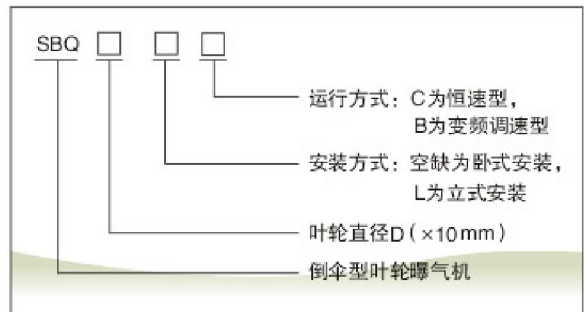 SBQ □ □ □
运行方式：C为恒速型，
B为变频调速型
安装方式：空缺为卧式安装，
L为立式安装
叶轮直径D（×10mm）
倒伞型叶轮曝气机